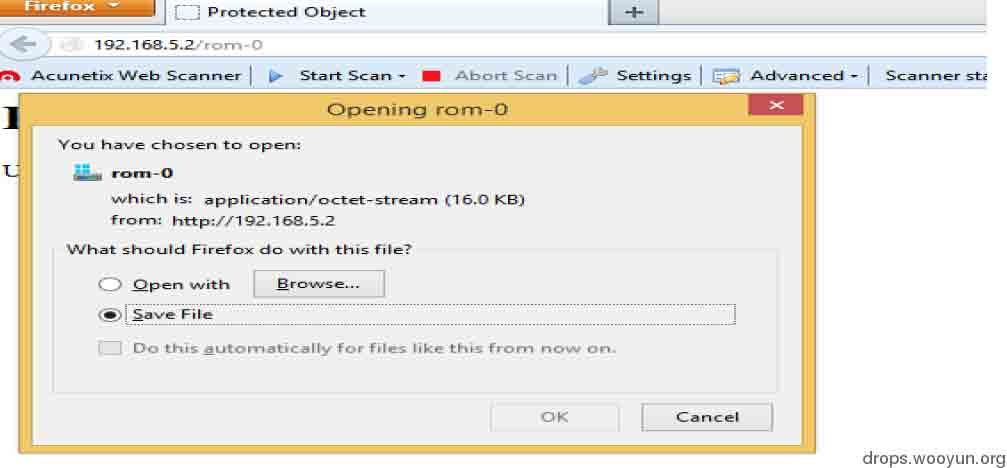 Firefox
Protected Object
192.168.5.2/rom-0
Acunetix Web Scanner Start Scan Abort Scan Settings Advanced Scanner sta
Opening rom-0
You have chosen to open:
rom-0
which is: application/octet-stream (16.0 KB)
from: http://192.168.5.2
What should Firefox do with this file?
Open with Browse...
Save File
Do this automatically for files like this from now on.
OK Cancel
drops.wooyun.org